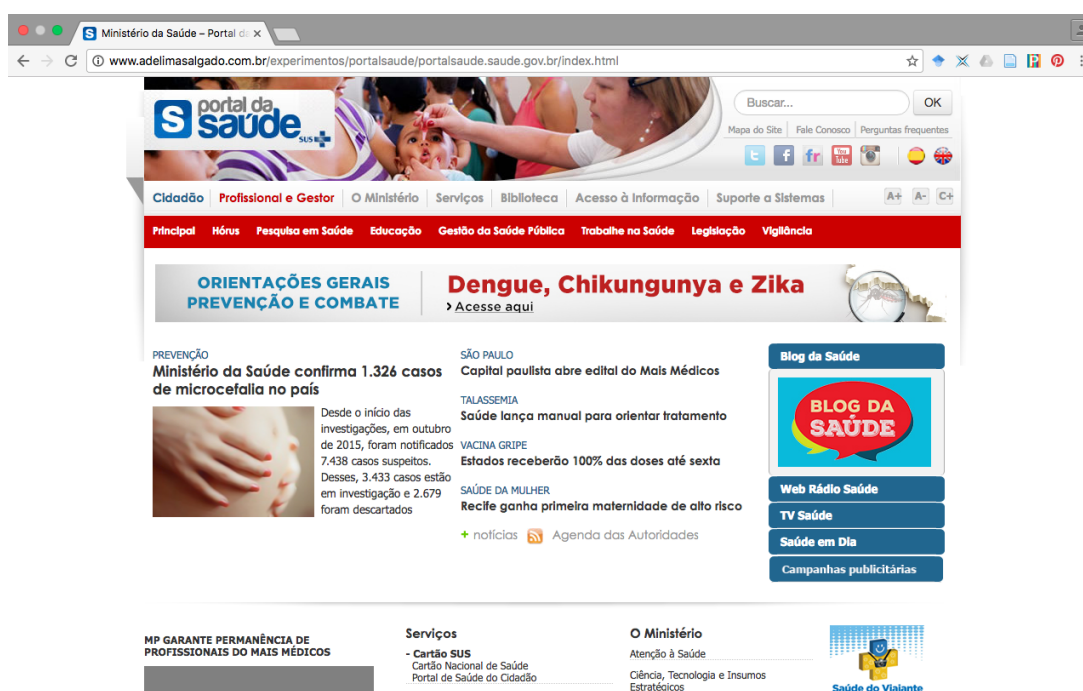 Ministério da Saúde – Portal da
www.adelimasalgado.com.br/experimentos/portalsaude/portalsaude.saude.gov.br/index.html
S portal da
saúde
SUS
Buscar... OK
Mapa do Site Fale Conosco Perguntas frequentes
t f fr You Tube
Cidadão Profissional e Gestor O Ministério Serviços Biblioteca Acesso à Informação Suporte a Sistemas A+ A- C+
Principal Hórus Pesquisa em Saúde Educação Gestão da Saúde Pública Trabalhe na Saúde Legislação Vigilância
ORIENTAÇÕES GERAIS
PREVENÇÃO E COMBATE
Dengue, Chikungunya e Zika
Acesse aqui
PREVENÇÃO
Ministério da Saúde confirma 1.326 casos
de microcefalia no país
Desde o início das
investigações, em outubro
de 2015, foram notificados
7.438 casos suspeitos.
Desses, 3.433 casos estão
em investigação e 2.679
foram descartados
SÃO PAULO
Capital paulista abre edital do Mais Médicos
TALASSEMIA
Saúde lança manual para orientar tratamento
VACINA GRIPE
Estados receberão 100% das doses até sexta
SAÚDE DA MULHER
Recife ganha primeira maternidade de alto risco
+ notícias Agenda das Autoridades
Blog da Saúde
BLOG DA
SAÚDE
Web Rádio Saúde
TV Saúde
Saúde em Dia
Campanhas publicitárias
MP GARANTE PERMANÊNCIA DE
PROFISSIONAIS DO MAIS MÉDICOS
Serviços
- Cartão SUS
Cartão Nacional de Saúde
Portal de Saúde do Cidadão
O Ministério
Atenção à Saúde
Ciência, Tecnologia e Insumos
Estratégicos
Saúde do Viajante